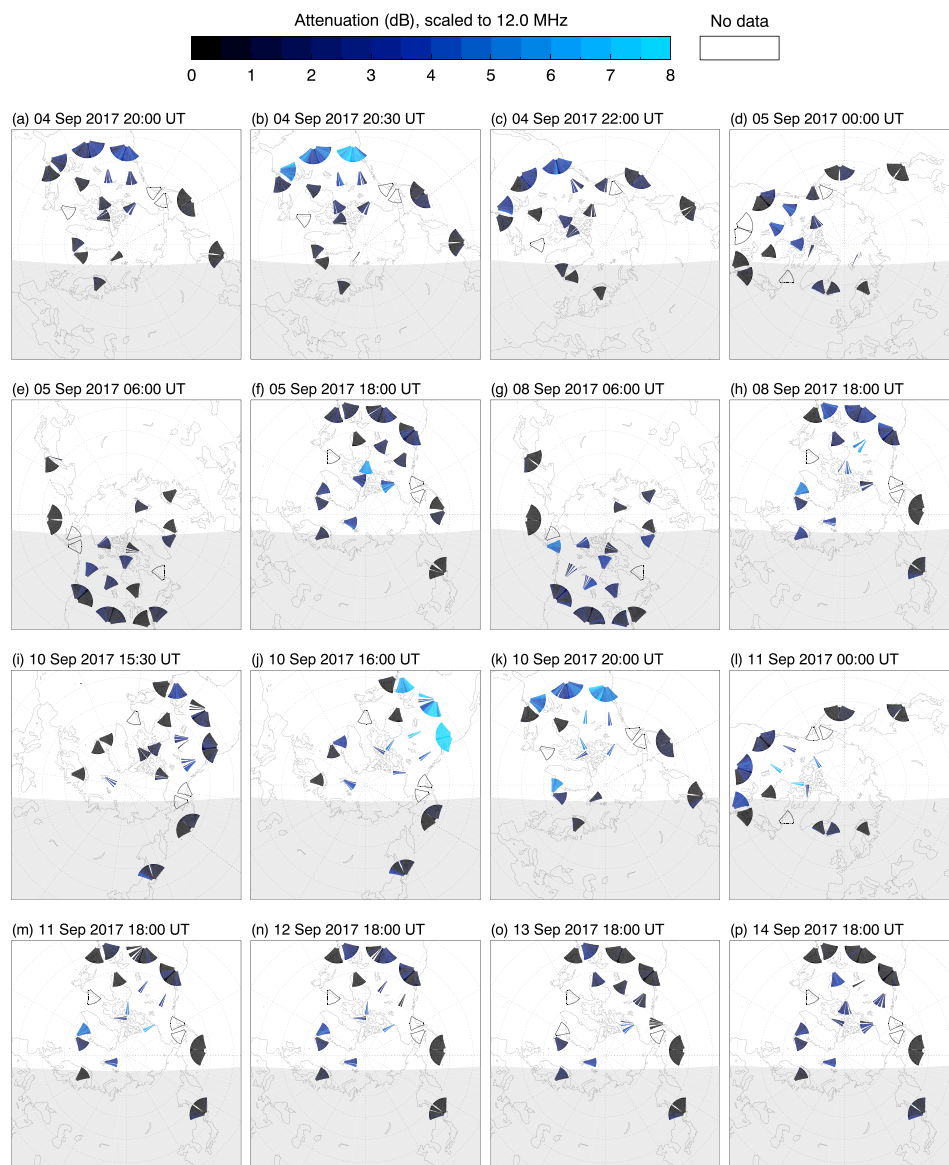 Attenuation (dB), scaled to 12.0 MHz
No data
0 1 2 3 4 5 6 7 8
(a) 04 Sep 2017 20:00 UT
(b) 04 Sep 2017 20:30 UT
(c) 04 Sep 2017 22:00 UT
(d) 05 Sep 2017 00:00 UT
(e) 05 Sep 2017 06:00 UT
(f) 05 Sep 2017 18:00 UT
(g) 08 Sep 2017 06:00 UT
(h) 08 Sep 2017 18:00 UT
(i) 10 Sep 2017 15:30 UT
(j) 10 Sep 2017 16:00 UT
(k) 10 Sep 2017 20:00 UT
(l) 11 Sep 2017 00:00 UT
(m) 11 Sep 2017 18:00 UT
(n) 12 Sep 2017 18:00 UT
(o) 13 Sep 2017 18:00 UT
(p) 14 Sep 2017 18:00 UT